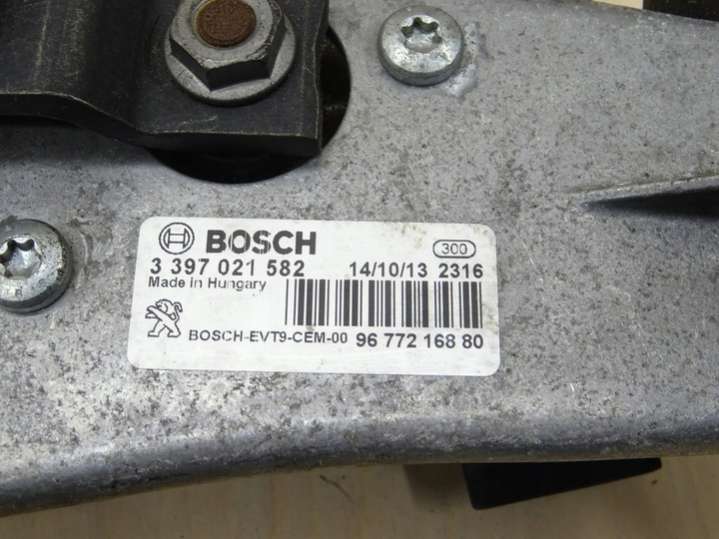 BOSCH
300
3 397 021 582 14/10/13 2316
Made in Hungary
BOSCH-EVT9-CEM-00 96 772 168 80